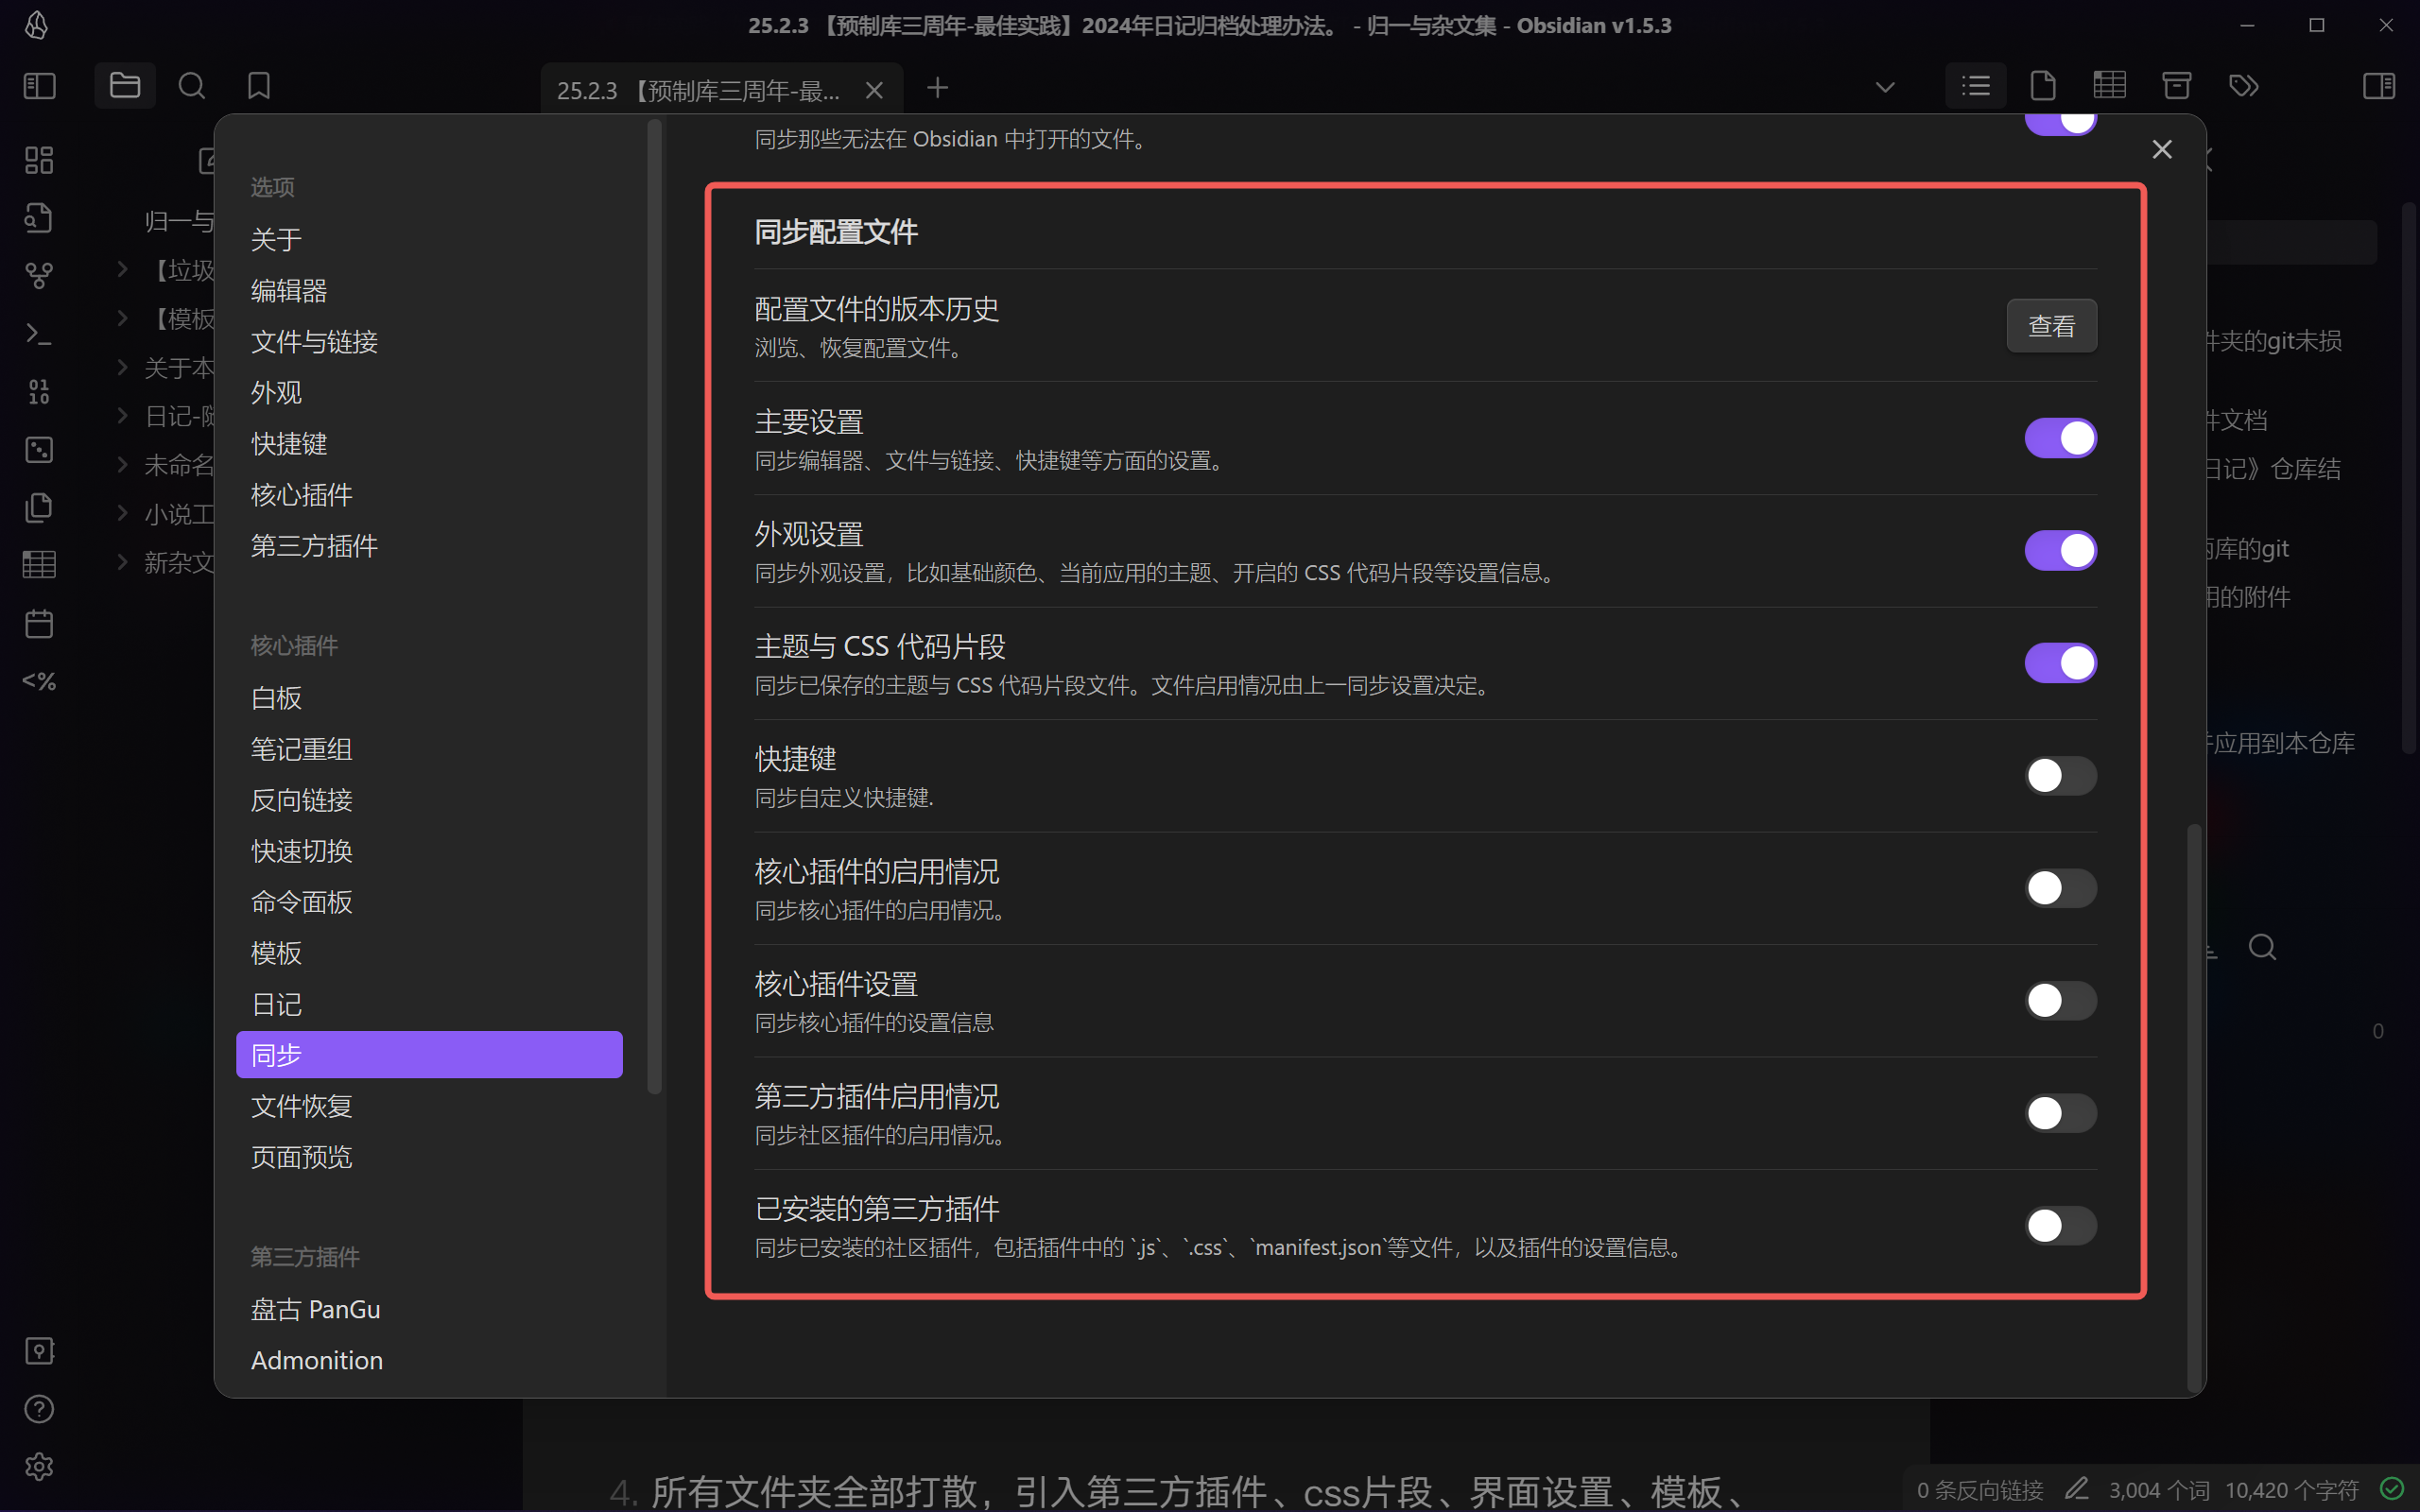 25.2.3 【预制库三周年-最佳实践】2024年日记归档处理办法。 - 归一与杂文集 - Obsidian v1.5.3
25.2.3 【预制库三周年-最...
归一与
【垃圾
【模板
关于本
日记-随
未命名
小说工
新杂文
选项
关于
编辑器
文件与链接
外观
快捷键
核心插件
第三方插件
核心插件
白板
笔记重组
反向链接
快速切换
命令面板
模板
日记
同步
文件恢复
页面预览
第三方插件
盘古 PanGu
Admonition
同步那些无法在 Obsidian 中打开的文件。
同步配置文件
配置文件的版本历史
浏览、恢复配置文件。
查看
主要设置
同步编辑器、文件与链接、快捷键等方面的设置。
外观设置
同步外观设置，比如基础颜色、当前应用的主题、开启的 CSS 代码片段等设置信息。
主题与 CSS 代码片段
同步已保存的主题与 CSS 代码片段文件。文件启用情况由上一同步设置决定。
快捷键
同步自定义快捷键.
核心插件的启用情况
同步核心插件的启用情况。
核心插件设置
同步核心插件的设置信息
第三方插件启用情况
同步社区插件的启用情况。
已安装的第三方插件
同步已安装的社区插件，包括插件中的 `.js`、`.css`、`manifest.json`等文件，以及插件的设置信息。
件夹的git未损
件文档
日记》仓库结
库的git
用的附件
应用到本仓库
0
4. 所有文件夹全部打散，引入第三方插件、css片段、界面设置、模板、
0 条反向链接
3,004 个词
10,420 个字符